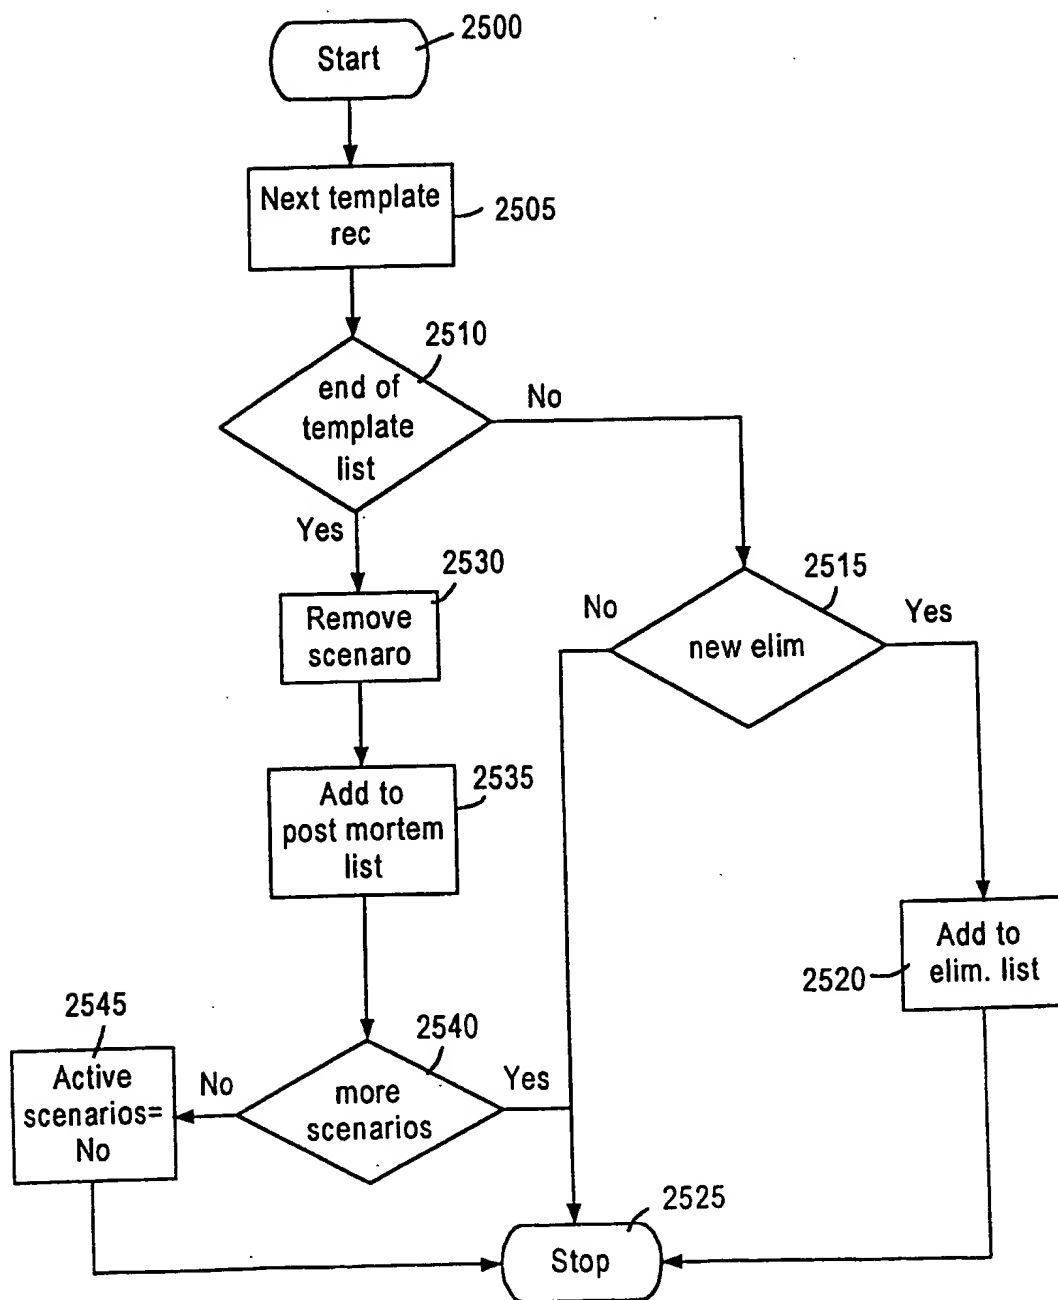 2500
Start
Next template
rec
2505
2510
end of
template
list
No
Yes
2530
Remove
scenaro
2515
No
new elim
Yes
2535
Add to
post mortem
list
Add to
elim. list
2520
2545
Active
scenarios=
No
No
2540
more
scenarios
Yes
2525
Stop